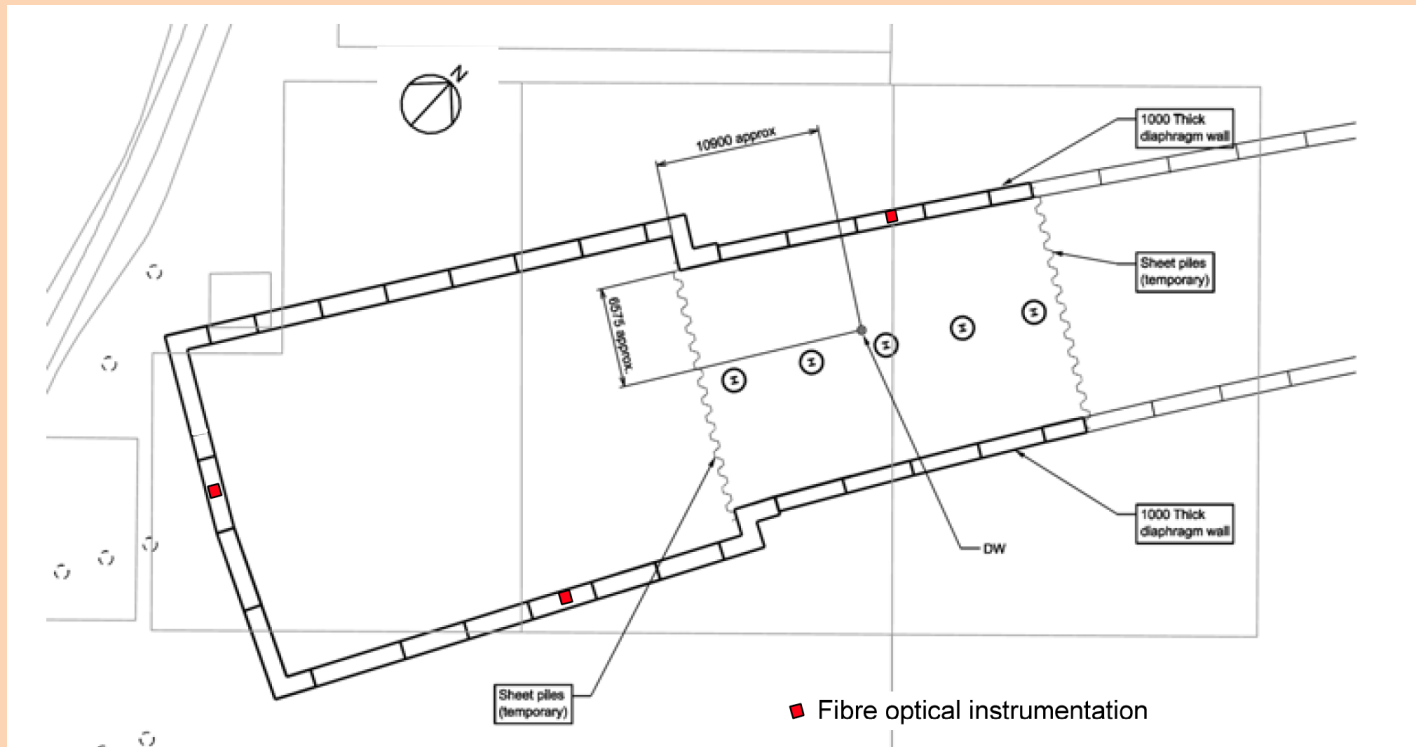 N
10900 approx
1000 Thick
diaphragm wall
Sheet piles
(temporary)
6575 approx.
H
H
H
H
H
1000 Thick
diaphragm wall
DW
Sheet piles
(temporary)
Fibre optical instrumentation